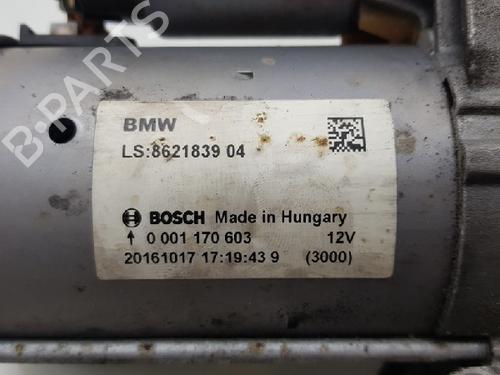 B-PARTS
BMW
LS:8621839 04
BOSCH Made in Hungary
↑ 0 001 170 603 12V
20161017 17:19:43 9 (3000)